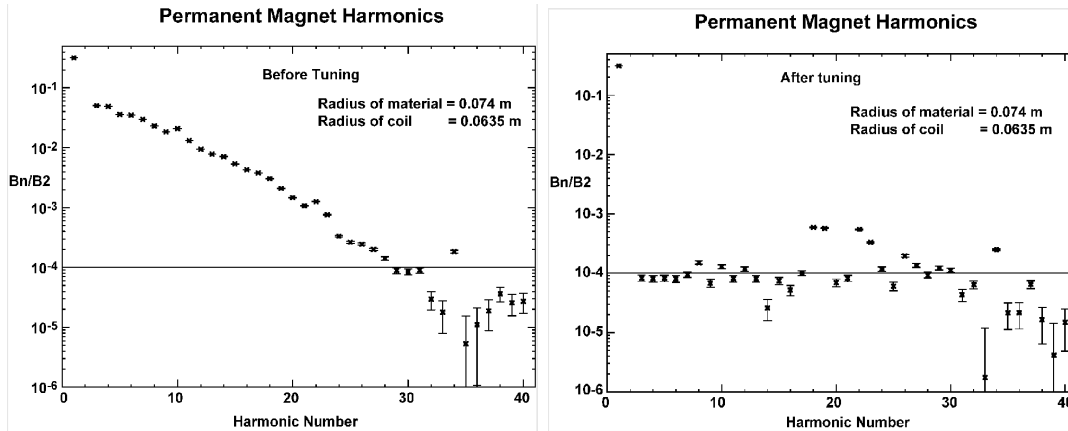 Permanent Magnet Harmonics
Before Tuning
Radius of material = 0.074 m
Radius of coil = 0.0635 m
10-1
10-2
Bn/B2
10-3
10-4
10-5
10-6
0 10 20 30 40
Harmonic Number
Permanent Magnet Harmonics
After tuning
Radius of material = 0.074 m
Radius of coil = 0.0635 m
10-1
10-2
Bn/B2
10-3
10-4
10-5
10-6
0 10 20 30 40
Harmonic Number